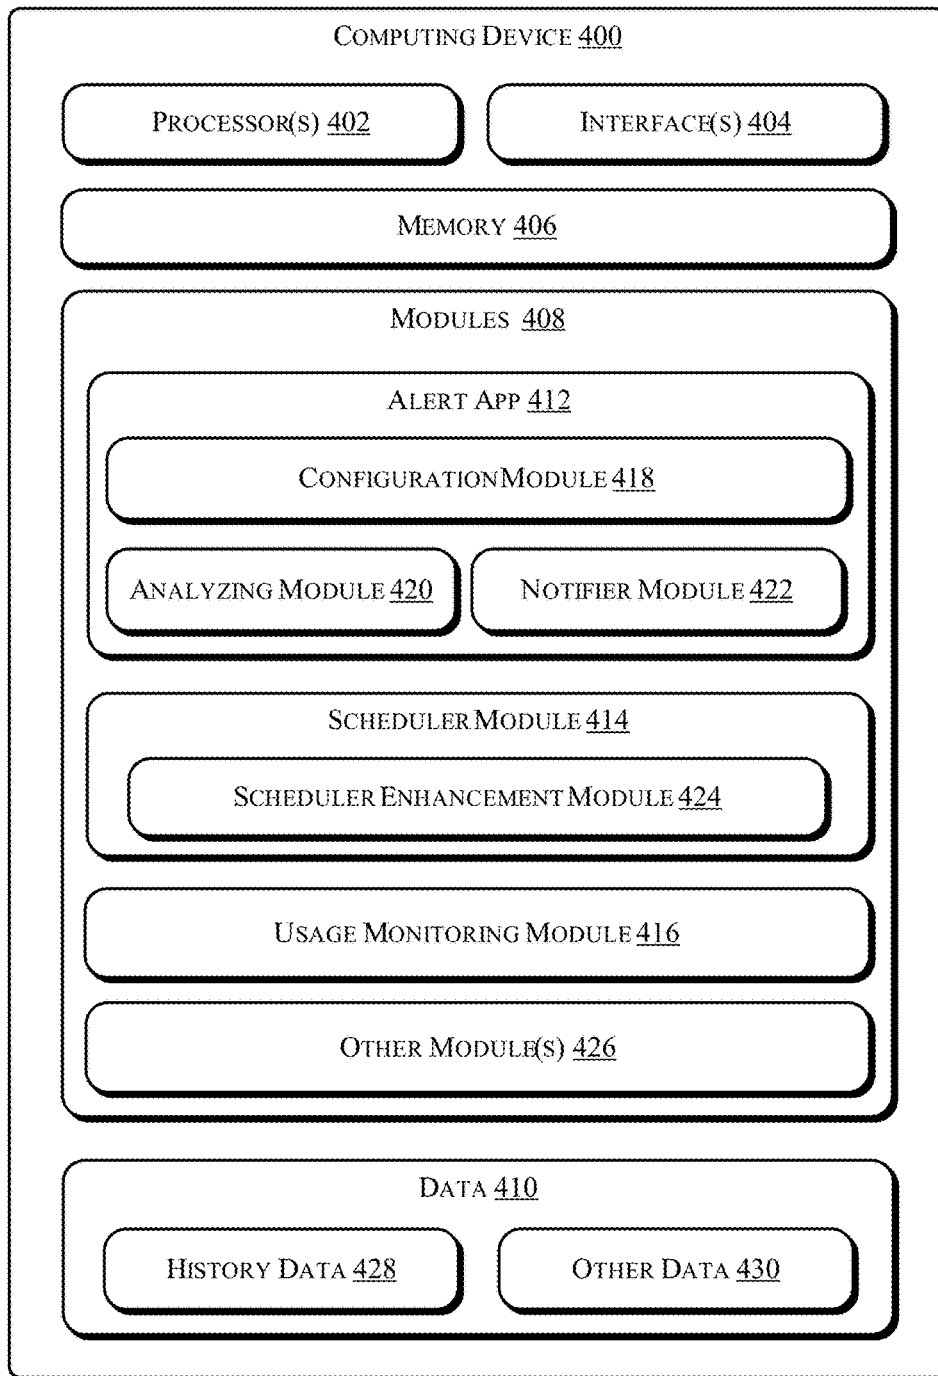 COMPUTING DEVICE 400
PROCESSOR(S) 402
INTERFACE(S) 404
MEMORY 406
MODULES 408
ALERT APP 412
CONFIGURATION MODULE 418
ANALYZING MODULE 420
NOTIFIER MODULE 422
SCHEDULER MODULE 414
SCHEDULER ENHANCEMENT MODULE 424
USAGE MONITORING MODULE 416
OTHER MODULE(S) 426
DATA 410
HISTORY DATA 428
OTHER DATA 430